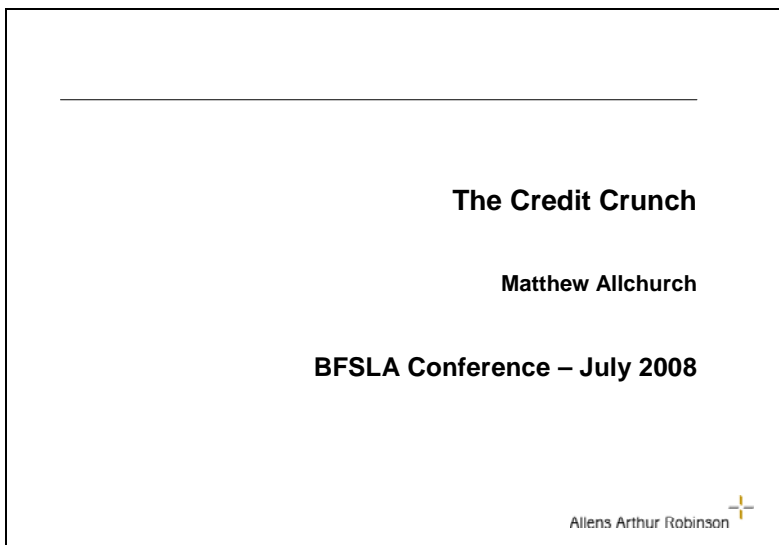 The Credit Crunch
Matthew Allchurch
BFSLA Conference – July 2008
Allens Arthur Robinson